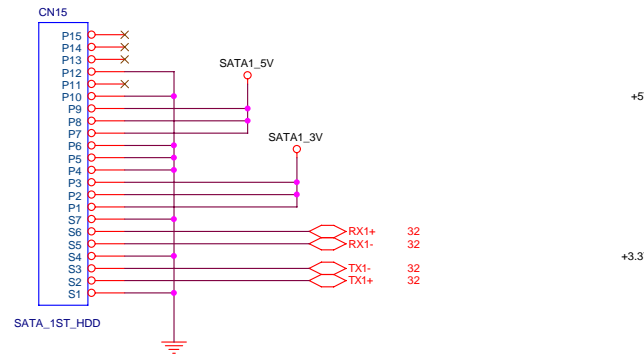 CN15
P15
P14
P13
P12
P11
P10
P9
P8
P7
P6
P5
P4
P3
P2
P1
S7
S6
S5
S4
S3
S2
S1
SATA1_5V
SATA1_3V
RX1+ 32
RX1- 32
TX1- 32
TX1+ 32
SATA_1ST_HDD
+5
+3.3